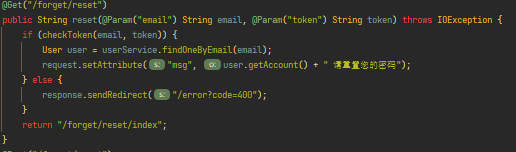 @Get("/forget/reset")
public String reset(@Param("email") String email, @Param("token") String token) throws IOException {
if (checkToken(email, token)) {
User user = userService.findOneByEmail(email);
request.setAttribute( s: "msg", o: user.getAccount() + " 请重置您的密码");
} else {
response.sendRedirect( s: "/error?code=400");
}
return "/forget/reset/index";
}